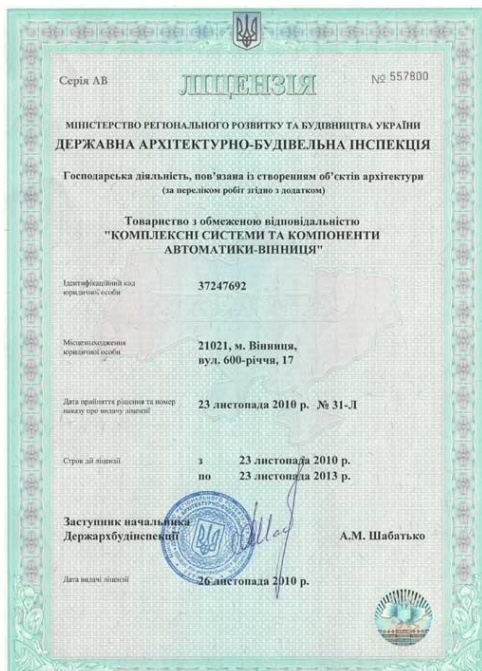 Серія АВ
ЛІЦЕНЗІЯ
№ 557800
МІНІСТЕРСТВО РЕГІОНАЛЬНОГО РОЗВИТКУ ТА БУДІВНИЦТВА УКРАЇНИ
ДЕРЖАВНА АРХІТЕКТУРНО-БУДІВЕЛЬНА ІНСПЕКЦІЯ
Господарська діяльність, пов'язана із створенням об'єктів архітектури
(за переліком робіт згідно з додатком)
Товариство з обмеженою відповідальністю
"КОМПЛЕКСНІ СИСТЕМИ ТА КОМПОНЕНТИ
АВТОМАТИКИ-ВІННИЦЯ"
Ідентифікаційний код
юридичної особи
37247692
Місцезнаходження
юридичної особи
21021, м. Вінниця,
вул. 600-річчя, 17
Дата прийняття рішення та номер
наказу про видачу ліцензії
23 листопада 2010 р. № 31-Л
Строк дії ліцензії
з 23 листопада 2010 р.
по 23 листопада 2013 р.
Заступник начальника
Держархбудінспекції
А.М. Шабатько
Дата видачі ліцензії
26 листопада 2010 р.